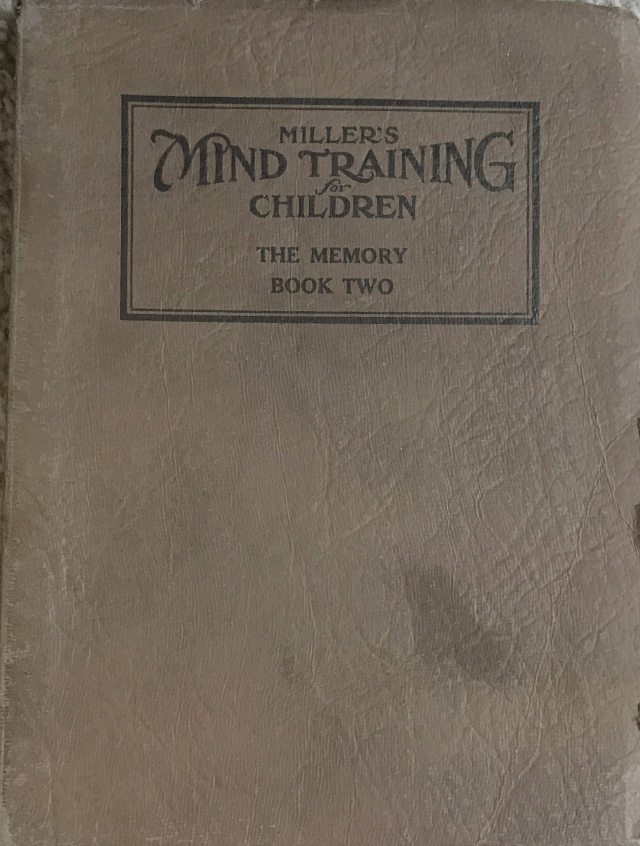 MILLER'S
MIND TRAINING
for
CHILDREN
THE MEMORY
BOOK TWO